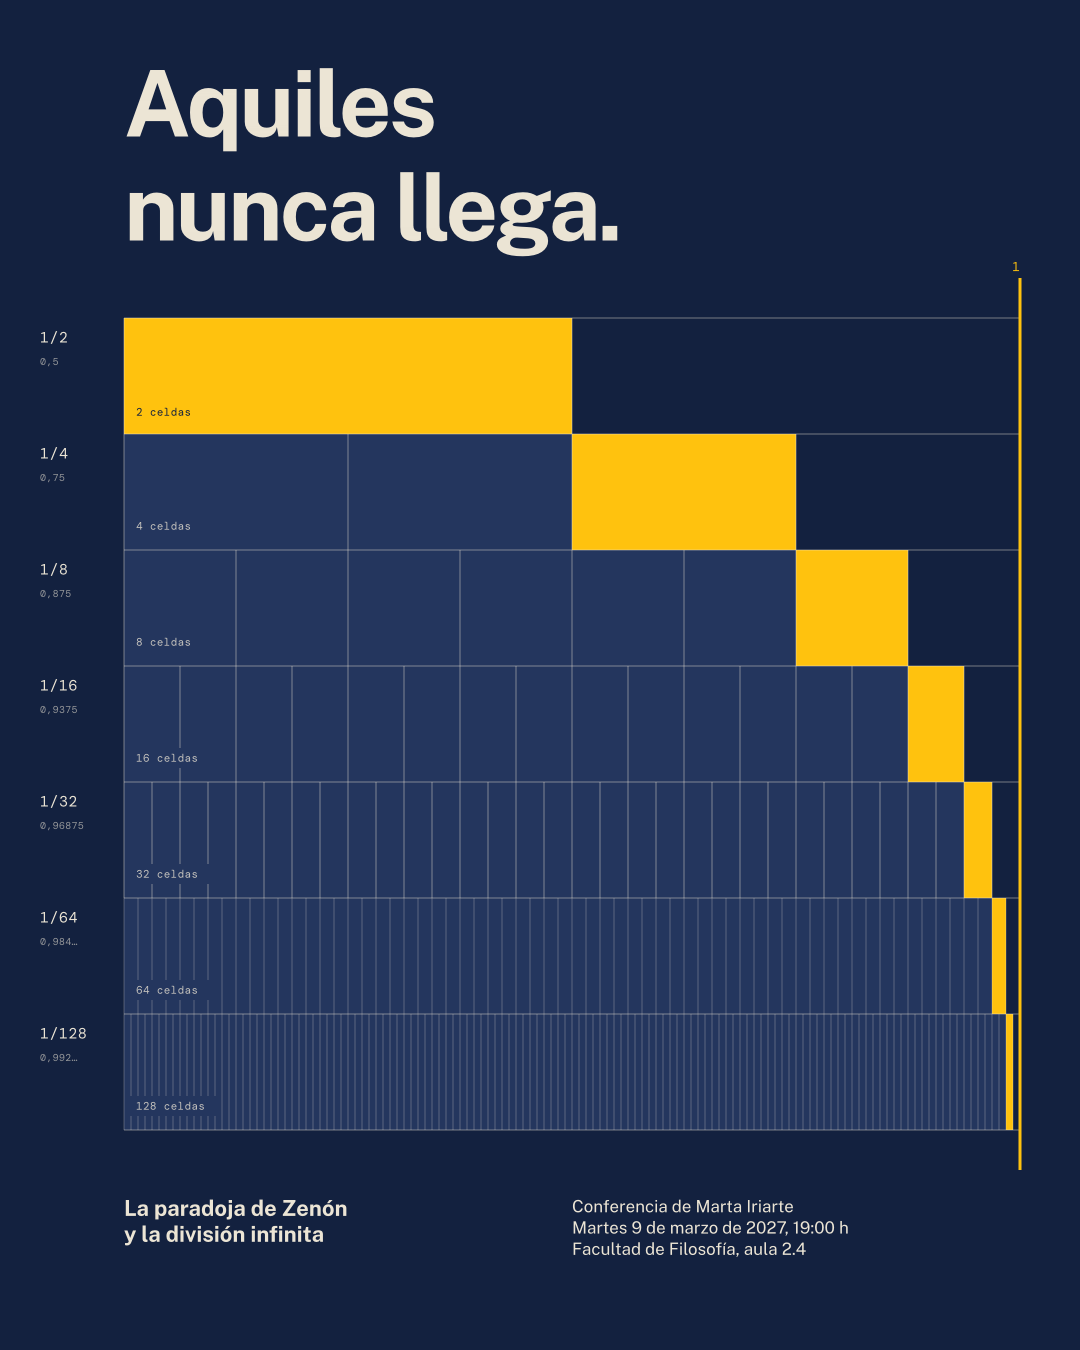 Aquiles
nunca llega.
1
1/2
0,5
2 celdas
1/4
0,75
4 celdas
1/8
0,875
8 celdas
1/16
0,9375
16 celdas
1/32
0,96875
32 celdas
1/64
0,984…
64 celdas
1/128
0,992…
128 celdas
La paradoja de Zenón
y la división infinita
Conferencia de Marta Iriarte
Martes 9 de marzo de 2027, 19:00 h
Facultad de Filosofía, aula 2.4